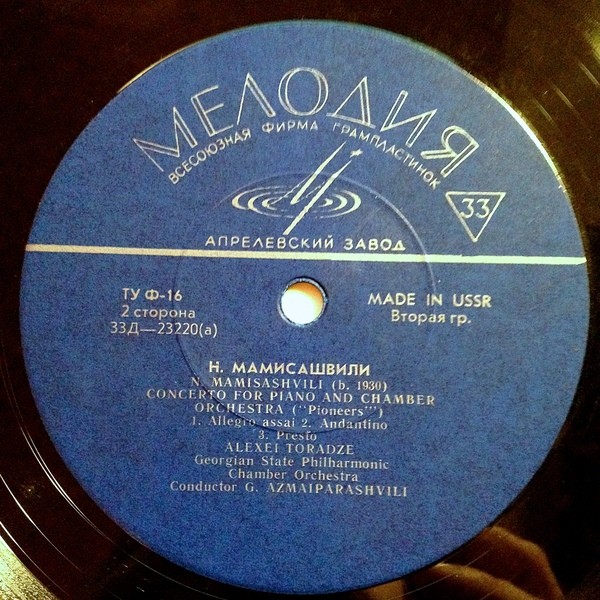 МЕЛОДИЯ
ВСЕСОЮЗНАЯ ФИРМА ГРАМПЛАСТИНОК
33
АПРЕЛЕВСКИЙ ЗАВОД
ТУ Ф-16
MADE IN USSR
2 сторона
Вторая гр.
33Д—23220(а)
Н. МАМИСАШВИЛИ
N. MAMISASHVILI (b. 1930)
CONCERTO FOR PIANO AND CHAMBER
ORCHESTRA ("Pioneers'")
1. Allegro assai 2. Andantino
3. Presto
ALEXEI TORADZE
Georgian State Philharmonic
Chamber Orchestra
Conductor G. AZMAIPARASHVILI